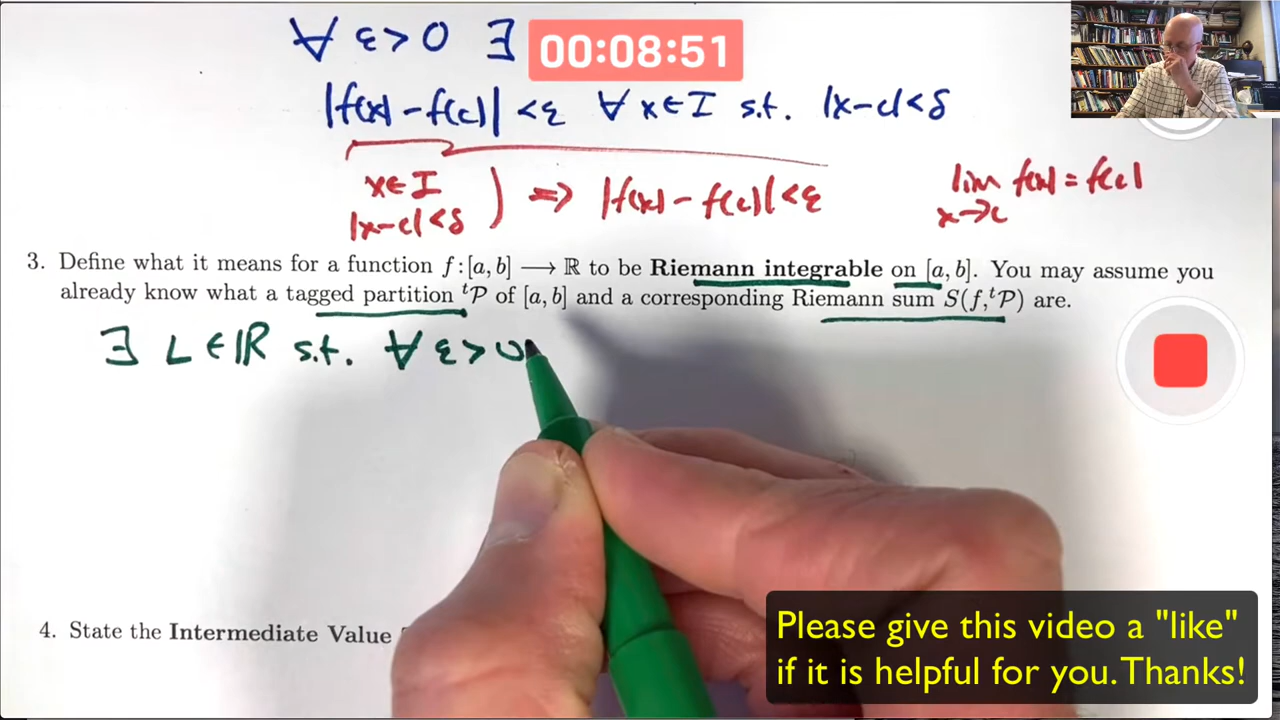 ∀ ε>0 ∃
00:08:51
|f(x)-f(c)| <ε ∀ x∈I s.t. |x-c|<δ
x∈I
|x-c|<δ ) ⇒ |f(x)-f(c)|<ε
lim f(x) = f(c)
x→c
3. Define what it means for a function f:[a,b] ⟶ ℝ to be Riemann integrable on [a,b]. You may assume you
already know what a tagged partition ᵗP of [a,b] and a corresponding Riemann sum S(f,ᵗP) are.
∃ L∈ℝ s.t. ∀ ε>0
4. State the Intermediate Value
Please give this video a "like"
if it is helpful for you. Thanks!